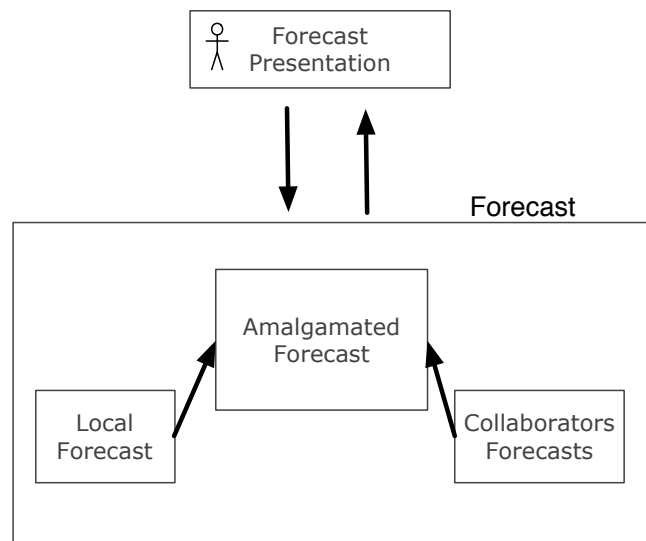 Forecast
Presentation
Forecast
Amalgamated
Forecast
Local
Forecast
Collaborators
Forecasts